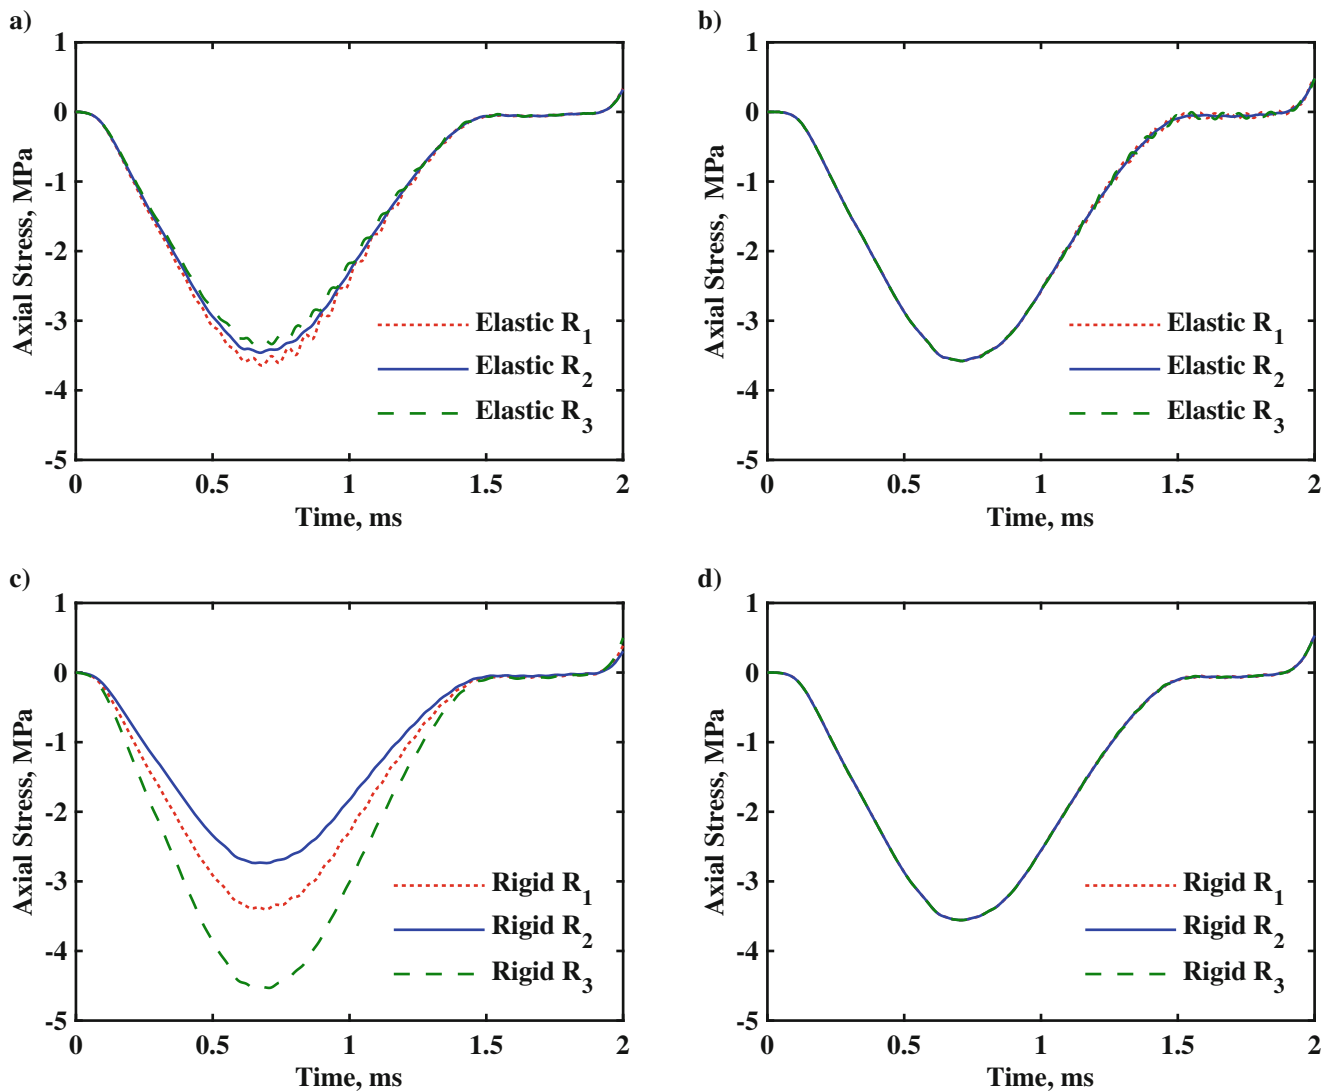 a)
1
0
-1
-2
-3
-4
-5
Axial Stress, MPa
Elastic R1
Elastic R2
Elastic R3
0 0.5 1 1.5 2
Time, ms
b)
1
0
-1
-2
-3
-4
-5
Axial Stress, MPa
Elastic R1
Elastic R2
Elastic R3
0 0.5 1 1.5 2
Time, ms
c)
1
0
-1
-2
-3
-4
-5
Axial Stress, MPa
Rigid R1
Rigid R2
Rigid R3
0 0.5 1 1.5 2
Time, ms
d)
1
0
-1
-2
-3
-4
-5
Axial Stress, MPa
Rigid R1
Rigid R2
Rigid R3
0 0.5 1 1.5 2
Time, ms